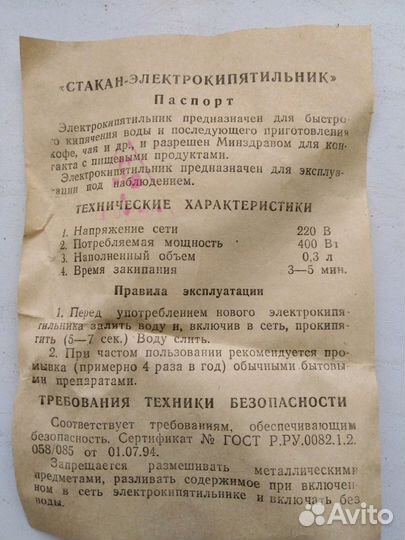 «СТАКАН-ЭЛЕКТРОКИПЯТИЛЬНИК»
Паспорт
Электрокипятильник предназначен для быстро-
го кипячения воды и последующего приготовления
кофе, чая и др., и разрешен Минздравом для кон-
такта с пищевыми продуктами.
Электрокипятильник предназначен для эксплуа-
тации под наблюдением.
ТЕХНИЧЕСКИЕ ХАРАКТЕРИСТИКИ
1. Напряжение сети 220 В
2. Потребляемая мощность 400 Вт
3. Наполненный объем 0,3 л
4. Время закипания 3—5 мин.
Правила эксплуатации
1. Перед употреблением нового электрокипя-
тильника залить воду и, включив в сеть, прокипя-
тить (5—7 сек.) Воду слить.
2. При частом пользовании рекомендуется про-
мывка (примерно 4 раза в год) обычными бытовы-
ми препаратами.
ТРЕБОВАНИЯ ТЕХНИКИ БЕЗОПАСНОСТИ
Соответствует требованиям, обеспечивающим
безопасность. Сертификат № ГОСТ Р.РУ.0082.1.2.
058/085 от 01.07.94.
Запрещается размешивать металлическими
предметами, разливать содержимое при включен-
ном в сеть электрокипятильнике и включать без
воды.
Avito